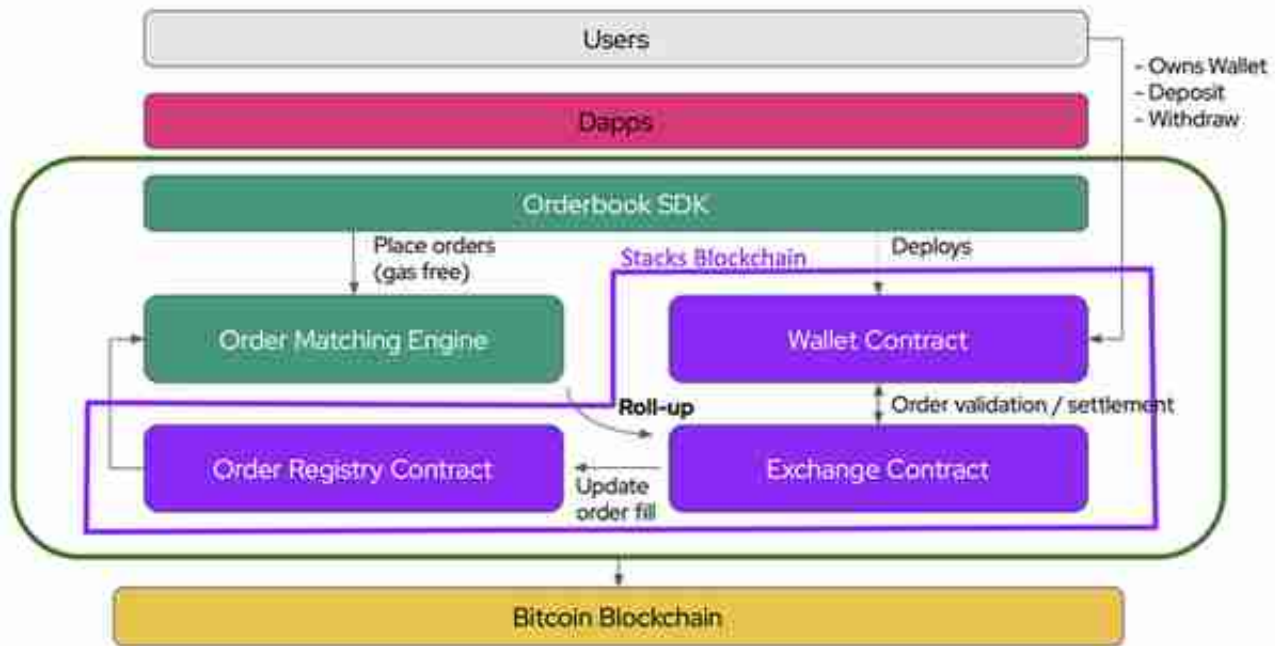 Users
- Owns Wallet
- Deposit
- Withdraw
Dapps
Orderbook SDK
Place orders
(gas free)
Deploys
Stacks Blockchain
Order Matching Engine
Wallet Contract
Roll-up
Order validation / settlement
Order Registry Contract
Exchange Contract
Update
order fill
Bitcoin Blockchain